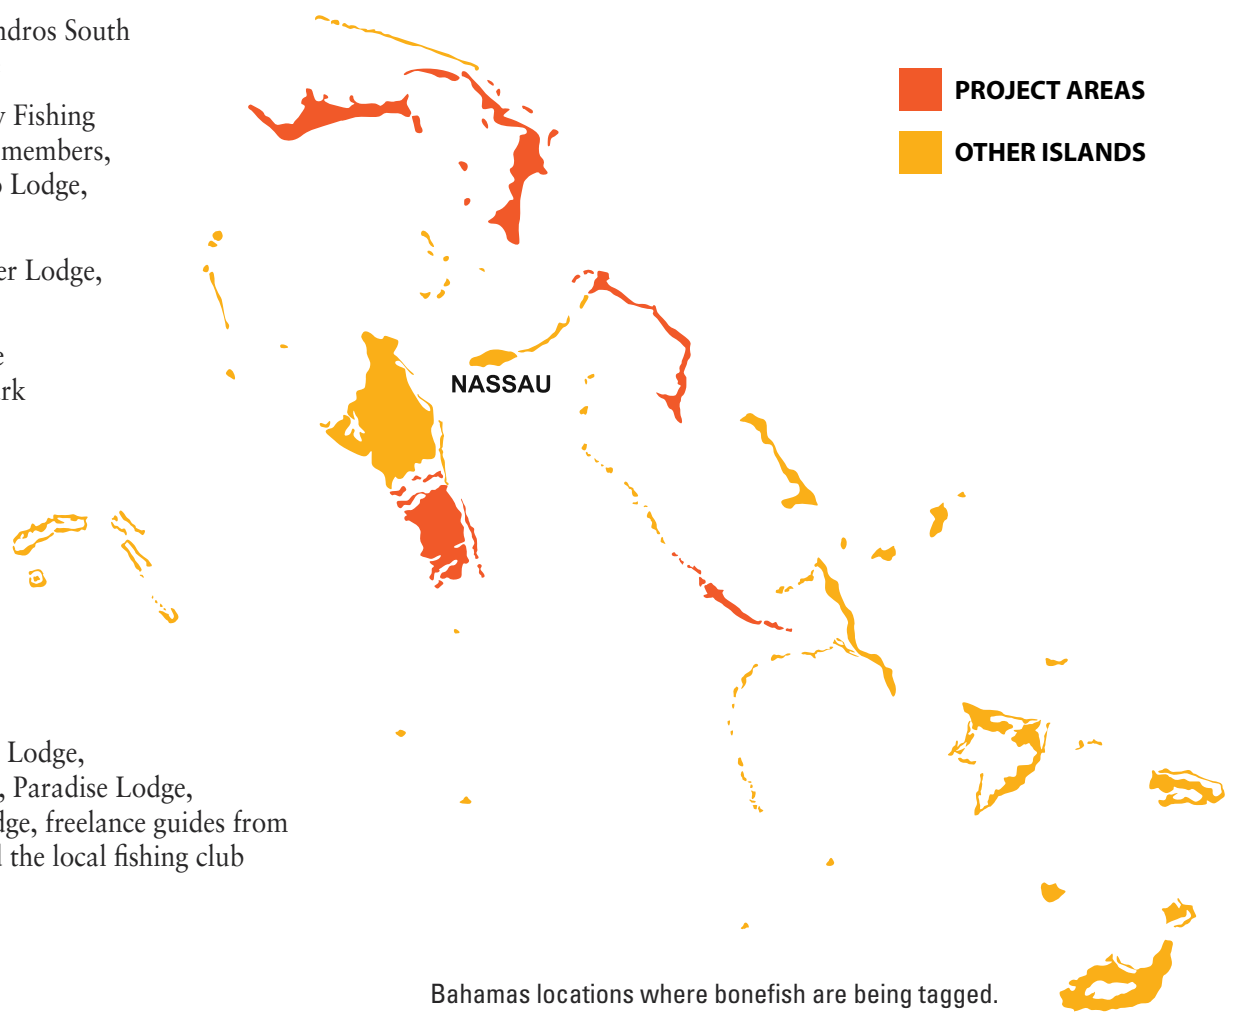 ndros South
Fishing
members,
Lodge,
er Lodge,
Lodge,
, Paradise Lodge,
dge, freelance guides from
the local fishing club
PROJECT AREAS
OTHER ISLANDS
NASSAU
Bahamas locations where bonefish are being tagged.